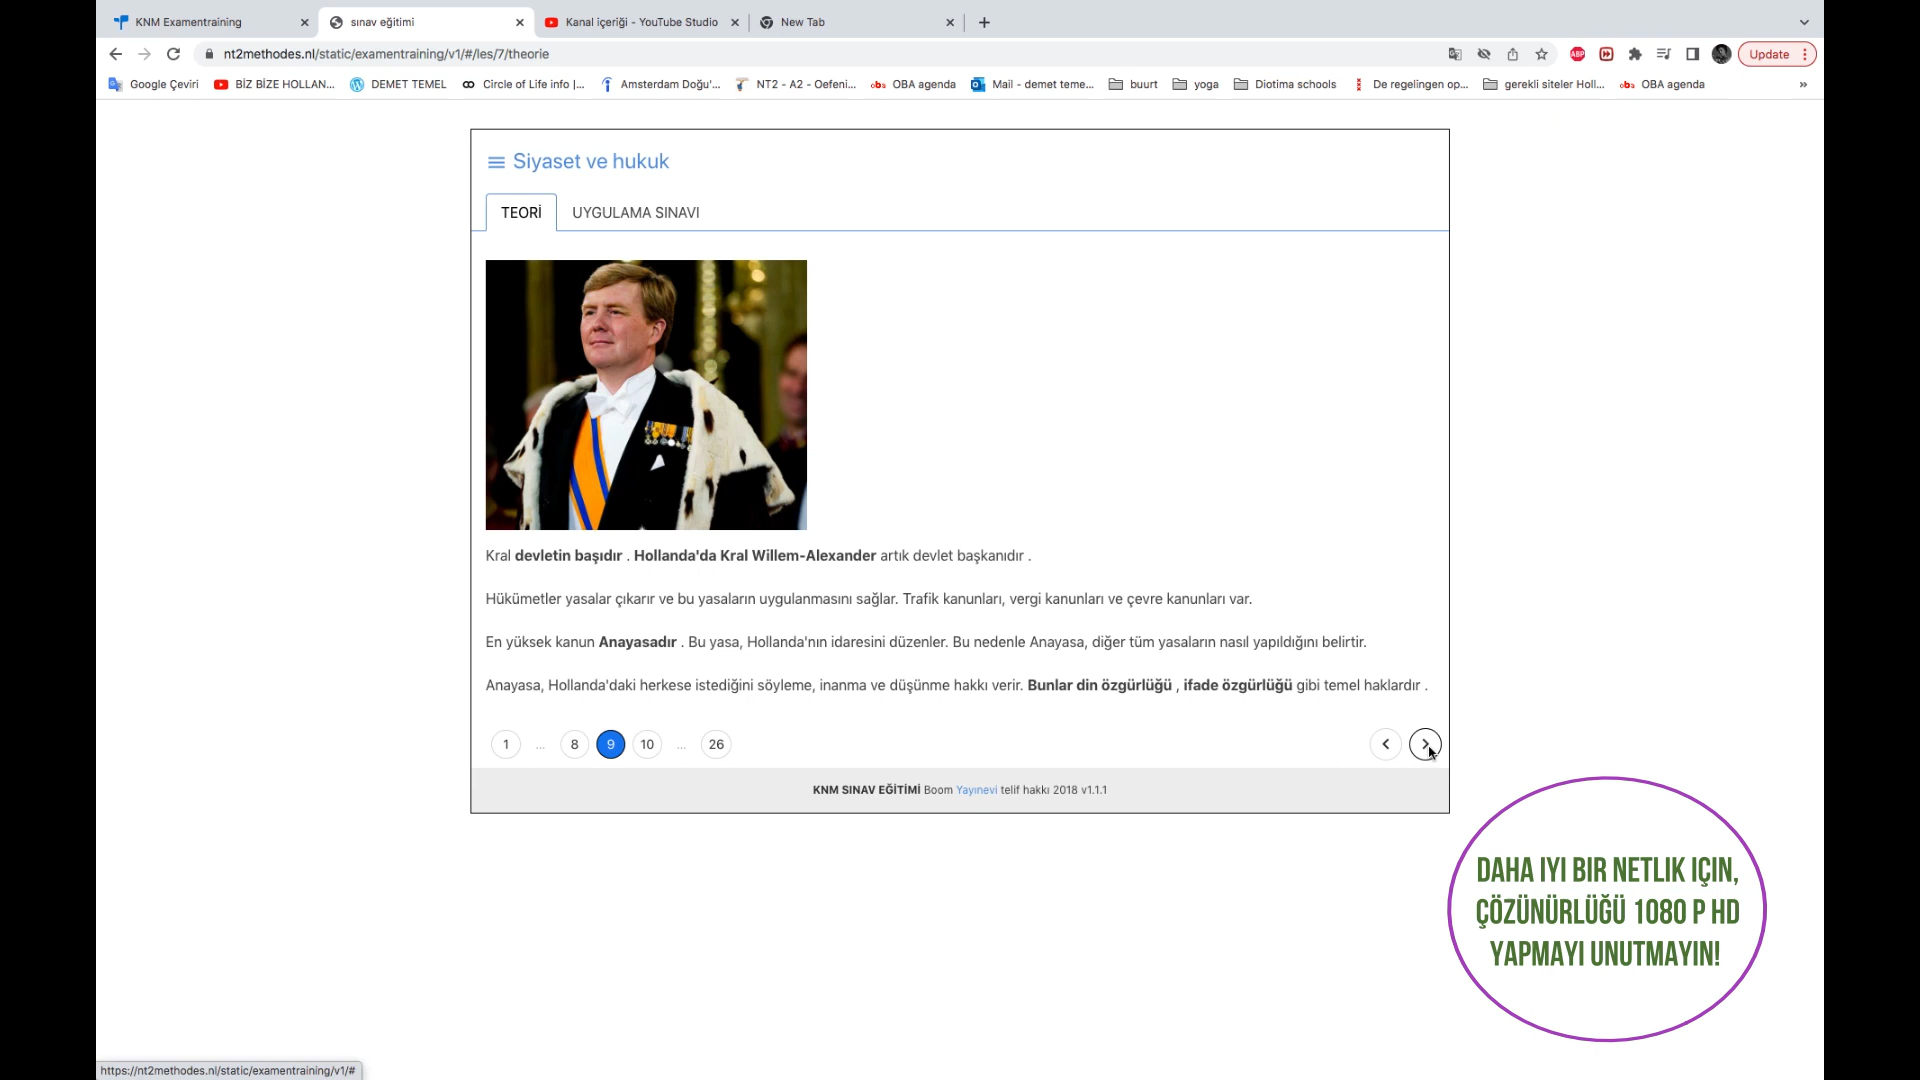 KNM Examentraining
sınav eğitimi
Kanal içeriği - YouTube Studio
New Tab
nt2methodes.nl/static/examentraining/v1/#/les/7/theorie
ABP
Update
Google Çeviri
BİZ BİZE HOLLAN...
DEMET TEMEL
Circle of Life info |...
Amsterdam Doğu'...
NT2 - A2 - Oefeni...
oba OBA agenda
Mail - demet teme...
buurt
yoga
Diotima schools
De regelingen op...
gerekli siteler Holl...
oba OBA agenda
»
Siyaset ve hukuk
TEORİ
UYGULAMA SINAVI
Kral devletin başıdır . Hollanda'da Kral Willem-Alexander artık devlet başkanıdır .
Hükümetler yasalar çıkarır ve bu yasaların uygulanmasını sağlar. Trafik kanunları, vergi kanunları ve çevre kanunları var.
En yüksek kanun Anayasadır . Bu yasa, Hollanda'nın idaresini düzenler. Bu nedenle Anayasa, diğer tüm yasaların nasıl yapıldığını belirtir.
Anayasa, Hollanda'daki herkese istediğini söyleme, inanma ve düşünme hakkı verir. Bunlar din özgürlüğü , ifade özgürlüğü gibi temel haklardır .
1 ... 8 9 10 ... 26
KNM SINAV EĞİTİMİ Boom Yayınevi telif hakkı 2018 v1.1.1
DAHA IYI BIR NETLIK IÇIN,
ÇÖZÜNÜRLÜĞÜ 1080 P HD
YAPMAYI UNUTMAYIN!
https://nt2methodes.nl/static/examentraining/v1/#